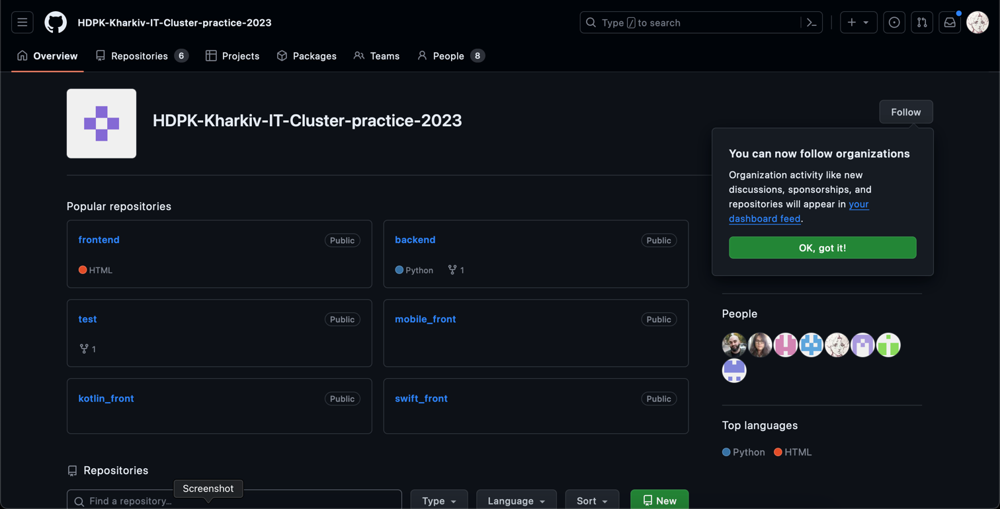 HDPK-Kharkiv-IT-Cluster-practice-2023
Type / to search
Overview
Repositories 6
Projects
Packages
Teams
People 8
HDPK-Kharkiv-IT-Cluster-practice-2023
Follow
You can now follow organizations
Organization activity like new
discussions, sponsorships, and
repositories will appear in your
dashboard feed.
OK, got it!
Popular repositories
frontend
Public
HTML
backend
Public
Python
1
test
Public
1
mobile_front
Public
kotlin_front
Public
swift_front
Public
People
Top languages
Python
HTML
Repositories
Screenshot
Find a repository...
Type
Language
Sort
New